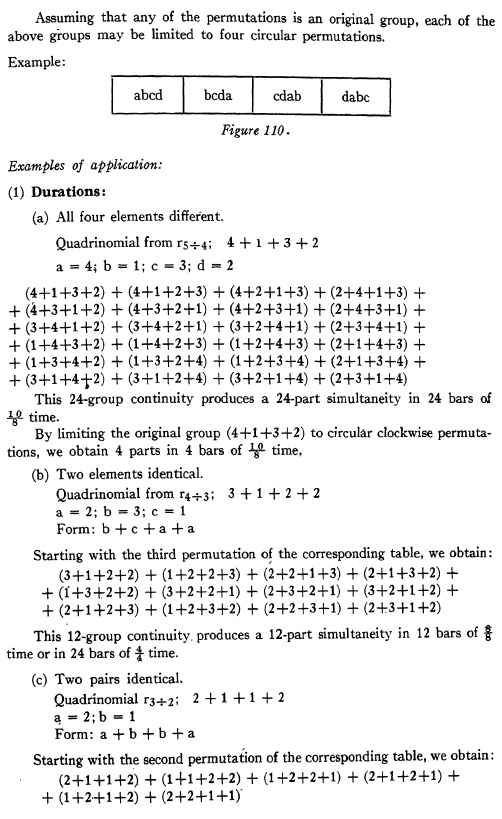 Assuming that any of the permutations is an original group, each of the
above groups may be limited to four circular permutations.
Example:
abcd bcda cdab dabc
Figure 110.
Examples of application:
(1) Durations:
(a) All four elements different.
Quadrinomial from r5÷4; 4 + 1 + 3 + 2
a = 4; b = 1; c = 3; d = 2
(4+1+3+2) + (4+1+2+3) + (4+2+1+3) + (2+4+1+3) +
+ (4+3+1+2) + (4+3+2+1) + (4+2+3+1) + (2+4+3+1) +
+ (3+4+1+2) + (3+4+2+1) + (3+2+4+1) + (2+3+4+1) +
+ (1+4+3+2) + (1+4+2+3) + (1+2+4+3) + (2+1+4+3) +
+ (1+3+4+2) + (1+3+2+4) + (1+2+3+4) + (2+1+3+4) +
+ (3+1+4+2) + (3+1+2+4) + (3+2+1+4) + (2+3+1+4)
This 24-group continuity produces a 24-part simultaneity in 24 bars of
10/8 time.
By limiting the original group (4+1+3+2) to circular clockwise permuta-
tions, we obtain 4 parts in 4 bars of 10/8 time.
(b) Two elements identical.
Quadrinomial from r4÷3; 3 + 1 + 2 + 2
a = 2; b = 3; c = 1
Form: b + c + a + a
Starting with the third permutation of the corresponding table, we obtain:
(3+1+2+2) + (1+2+2+3) + (2+2+1+3) + (2+1+3+2) +
+ (1+3+2+2) + (3+2+2+1) + (2+3+2+1) + (3+2+1+2) +
+ (2+1+2+3) + (1+2+3+2) + (2+2+3+1) + (2+3+1+2)
This 12-group continuity produces a 12-part simultaneity in 12 bars of 8/8
time or in 24 bars of 4/4 time.
(c) Two pairs identical.
Quadrinomial r3÷2; 2 + 1 + 1 + 2
a = 2; b = 1
Form: a + b + b + a
Starting with the second permutation of the corresponding table, we obtain:
(2+1+1+2) + (1+1+2+2) + (1+2+2+1) + (2+1+2+1) +
+ (1+2+1+2) + (2+2+1+1)